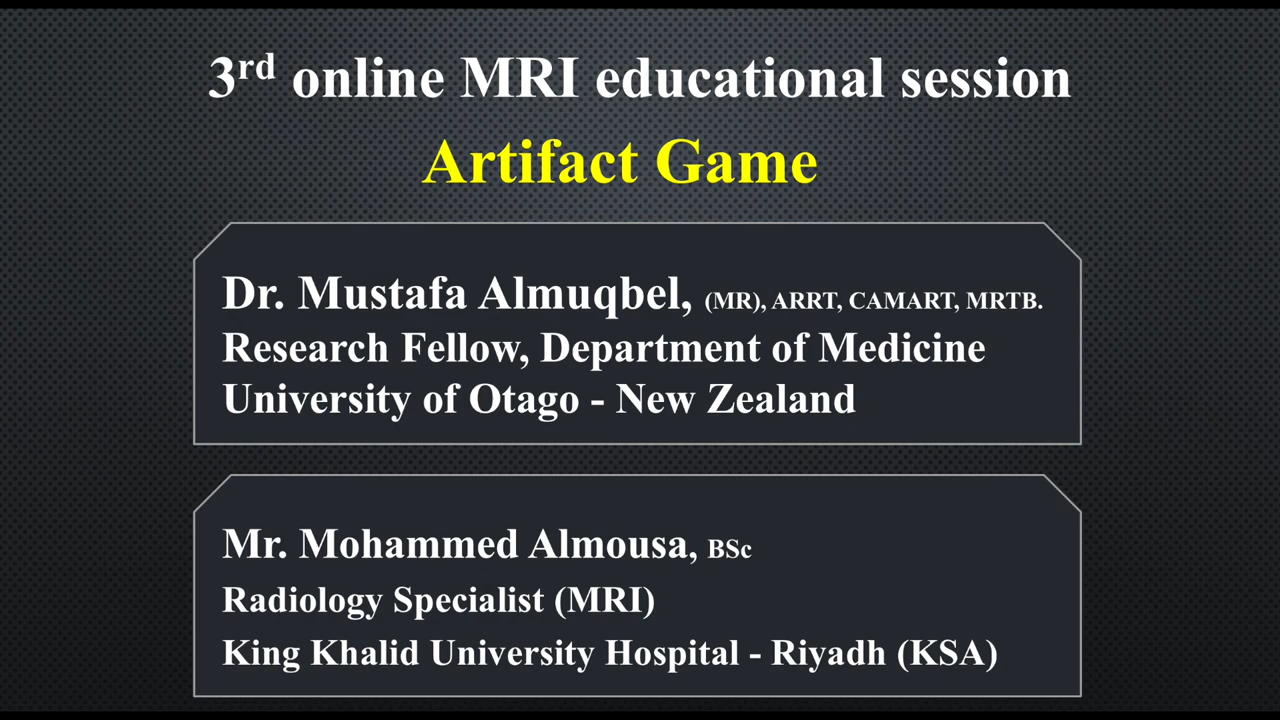 3rd online MRI educational session
Artifact Game
Dr. Mustafa Almuqbel, (MR), ARRT, CAMART, MRTB.
Research Fellow, Department of Medicine
University of Otago - New Zealand
Mr. Mohammed Almousa, BSc
Radiology Specialist (MRI)
King Khalid University Hospital - Riyadh (KSA)